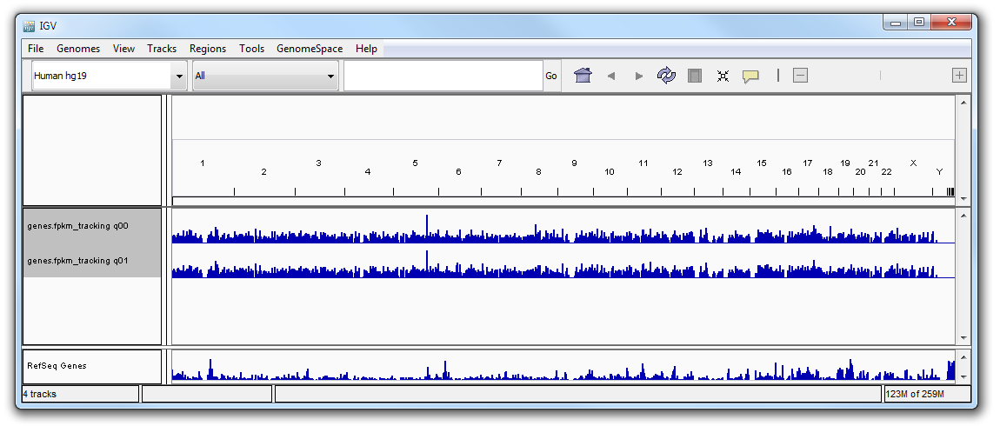 IGV
File Genomes View Tracks Regions Tools GenomeSpace Help
Human hg19 All Go
1 3 5 7 9 11 13 15 17 19 21 X
2 4 6 8 10 12 14 16 18 20 22 Y
genes.fpkm_tracking q00
genes.fpkm_tracking q01
RefSeq Genes
4 tracks 123M of 259M